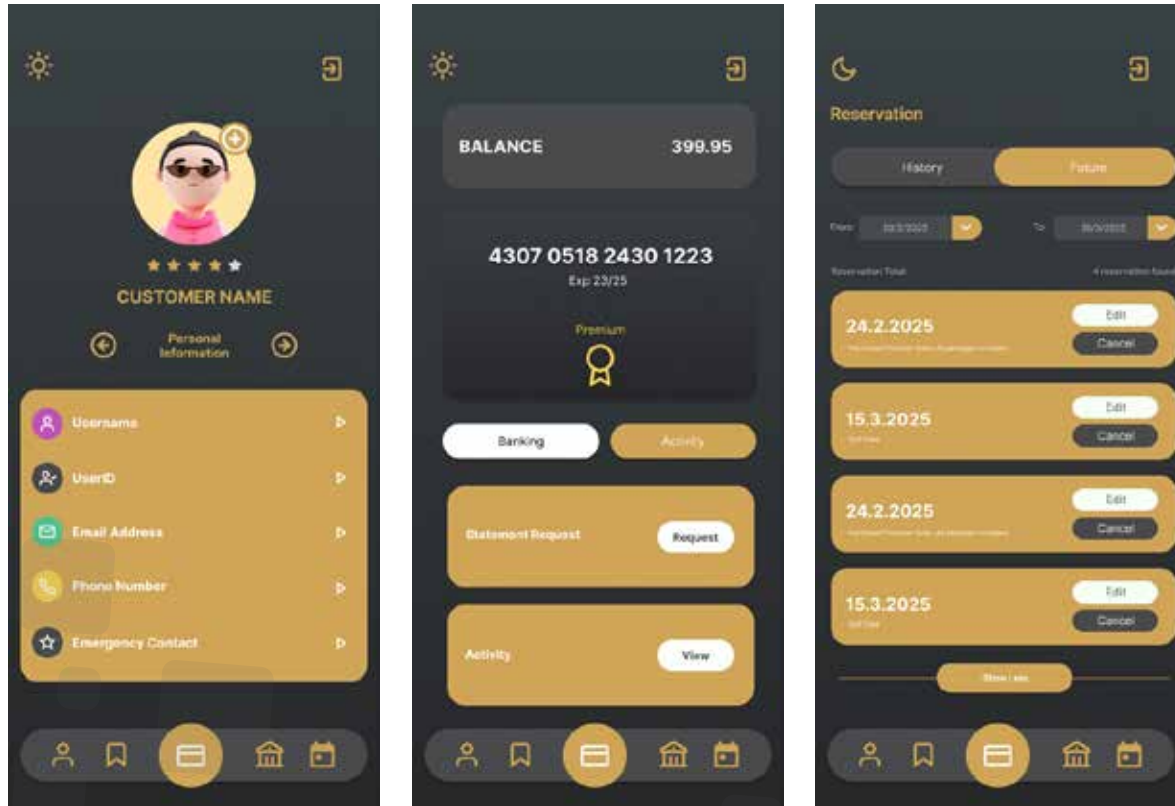 CUSTOMER NAME
Personal
Information
Username
UserID
Email Address
Phone Number
Emergency Contact
BALANCE 399.95
4307 0518 2430 1223
Exp 23/25
Premium
Banking Activity
Statement Request Request
Activity View
Reservation
History Future
From To
Reservation Total 4 reservation found
24.2.2025 Edit
Cancel
15.3.2025 Edit
Cancel
24.2.2025 Edit
Cancel
15.3.2025 Edit
Cancel